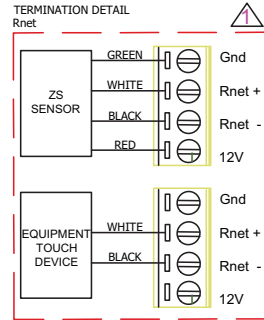 TERMINATION DETAIL
Rnet
1
GREEN
Gnd
WHITE
Rnet +
ZS
SENSOR
BLACK
Rnet -
RED
12V
Gnd
EQUIPMENT
TOUCH
DEVICE
WHITE
Rnet +
BLACK
Rnet -
12V